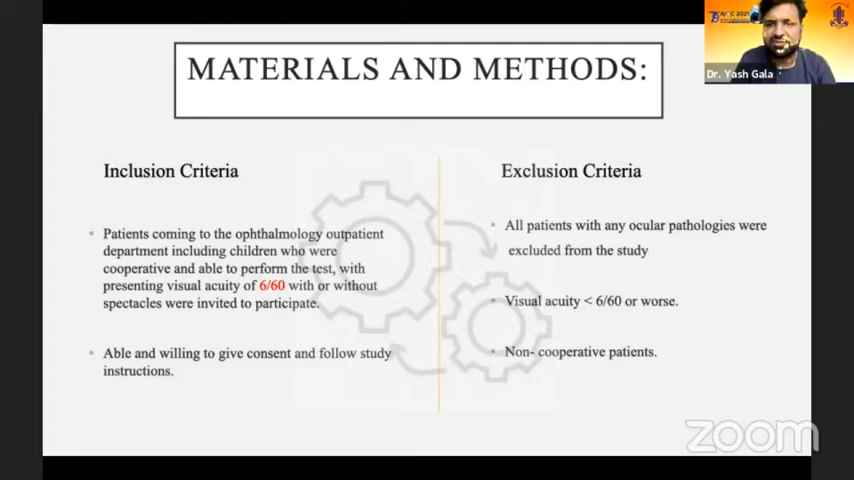 MATERIALS AND METHODS:
AIOC 2021
Dr. Yash Gala
Inclusion Criteria
Patients coming to the ophthalmology outpatient
department including children who were
cooperative and able to perform the test, with
presenting visual acuity of 6/60 with or without
spectacles were invited to participate.
Able and willing to give consent and follow study
instructions.
Exclusion Criteria
All patients with any ocular pathologies were
excluded from the study
Visual acuity < 6/60 or worse.
Non- cooperative patients.
zoom